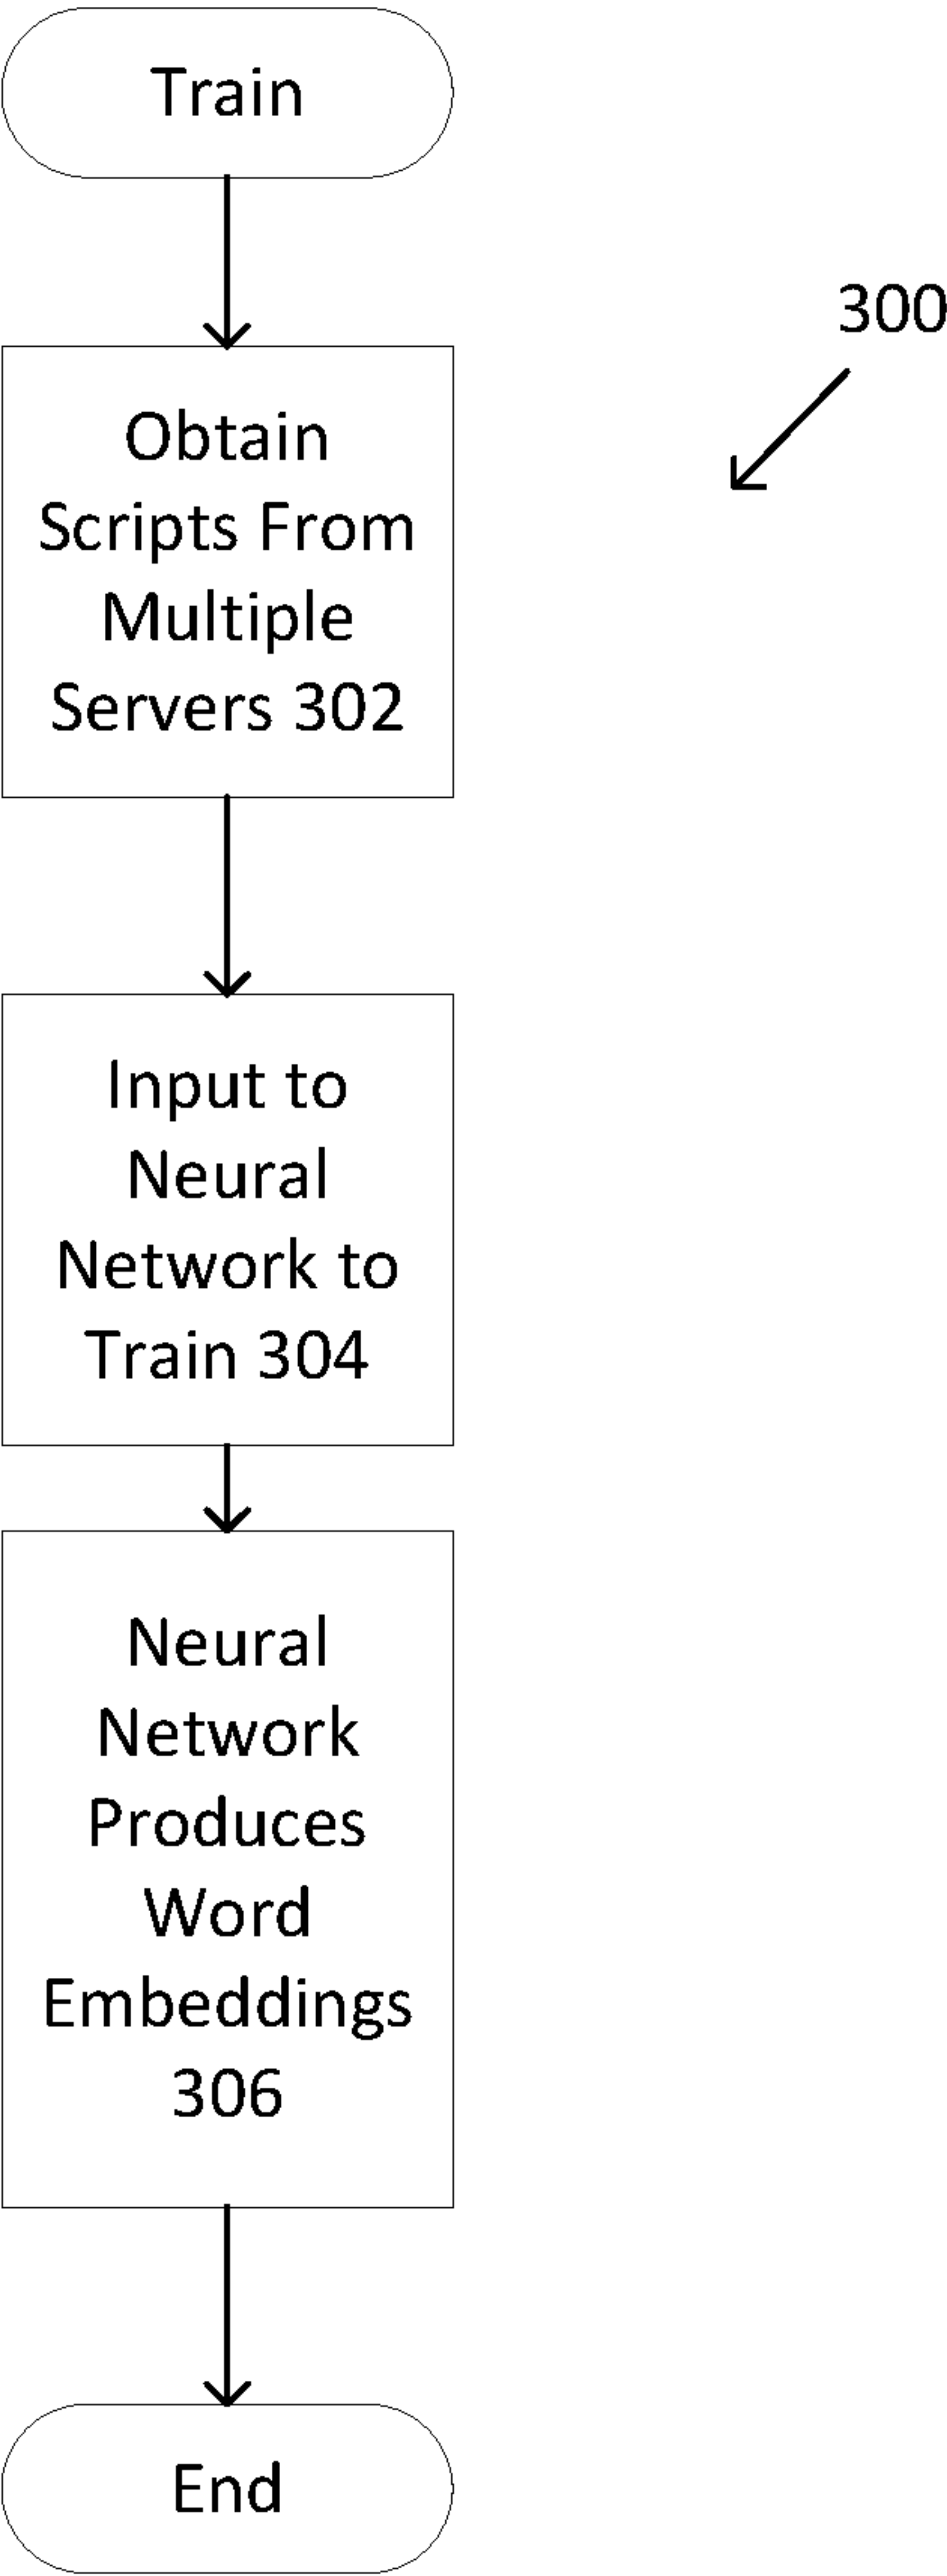 Train
300
Obtain
Scripts From
Multiple
Servers 302
Input to
Neural
Network to
Train 304
Neural
Network
Produces
Word
Embeddings
306
End